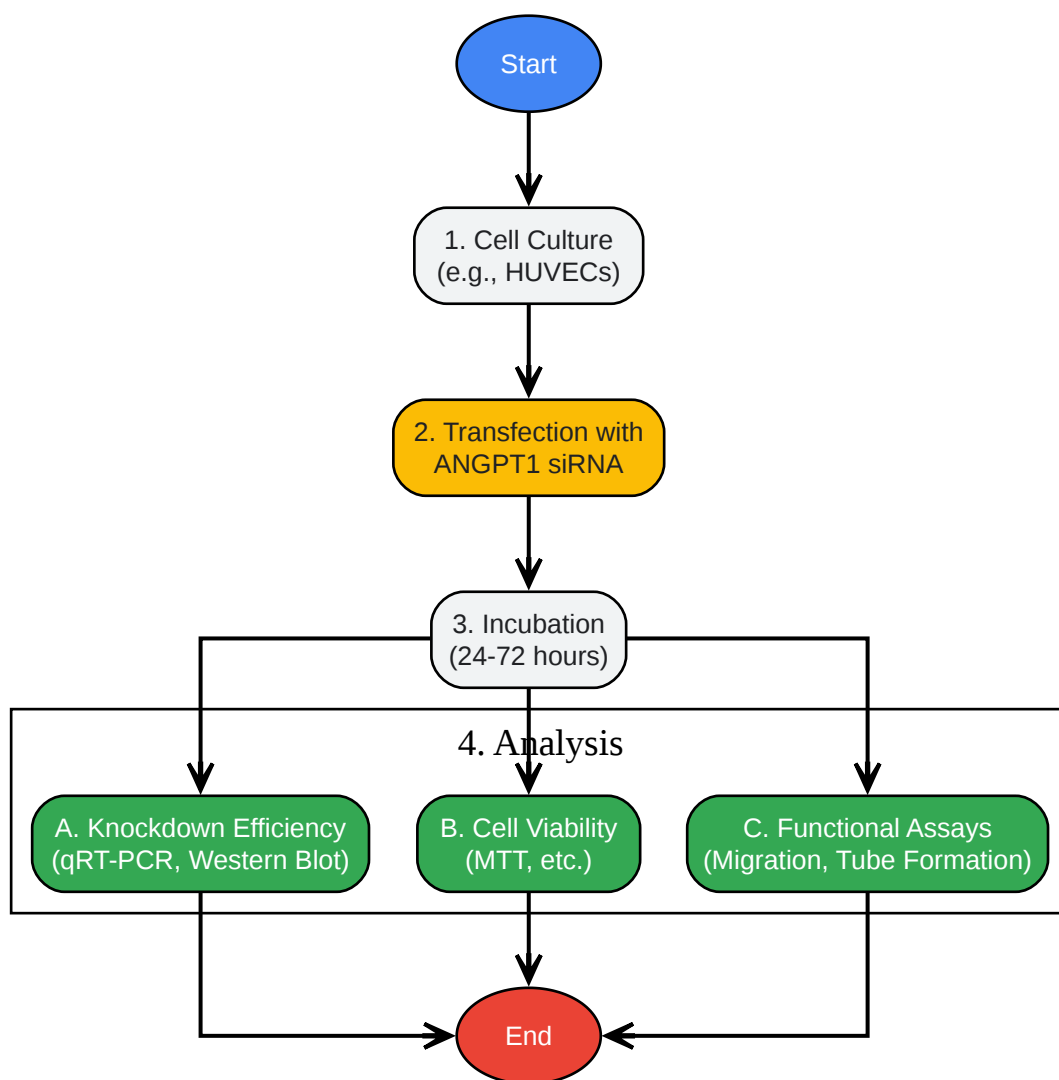 Start
1. Cell Culture
(e.g., HUVECs)
2. Transfection with
ANGPT1 siRNA
3. Incubation
(24-72 hours)
4. Analysis
A. Knockdown Efficiency
(qRT-PCR, Western Blot)
B. Cell Viability
(MTT, etc.)
C. Functional Assays
(Migration, Tube Formation)
End